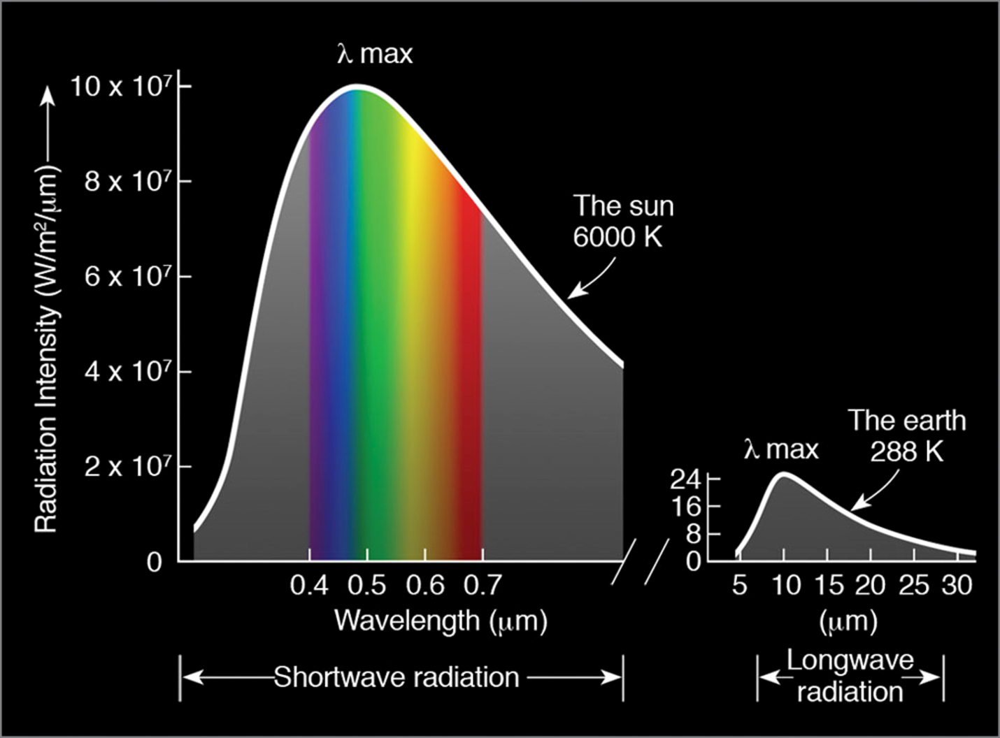 λ max
10 x 10⁷
8 x 10⁷
6 x 10⁷
4 x 10⁷
2 x 10⁷
0
Radiation Intensity (W/m²/μm)
The sun
6000 K
0.4 0.5 0.6 0.7
Wavelength (μm)
Shortwave radiation
The earth
288 K
λ max
24
16
8
0
5 10 15 20 25 30
(μm)
Longwave
radiation